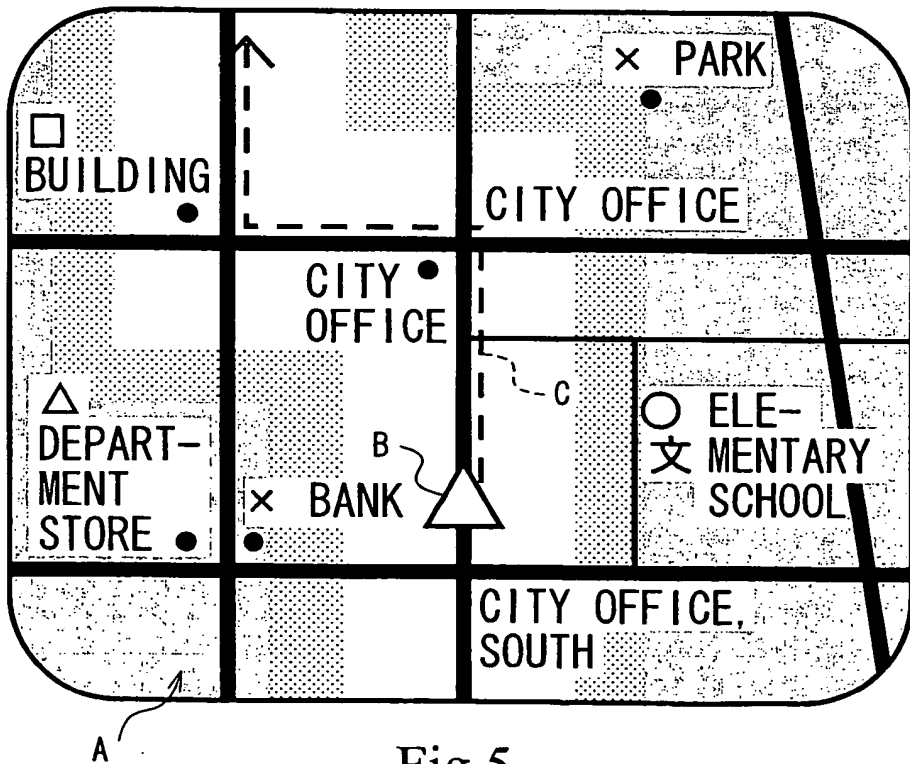 × PARK
□
BUILDING
CITY OFFICE
CITY
OFFICE
C
△
DEPART-
MENT
STORE
B
× BANK
○ ELE-
文 MENTARY
SCHOOL
CITY OFFICE,
SOUTH
A
Fig.5